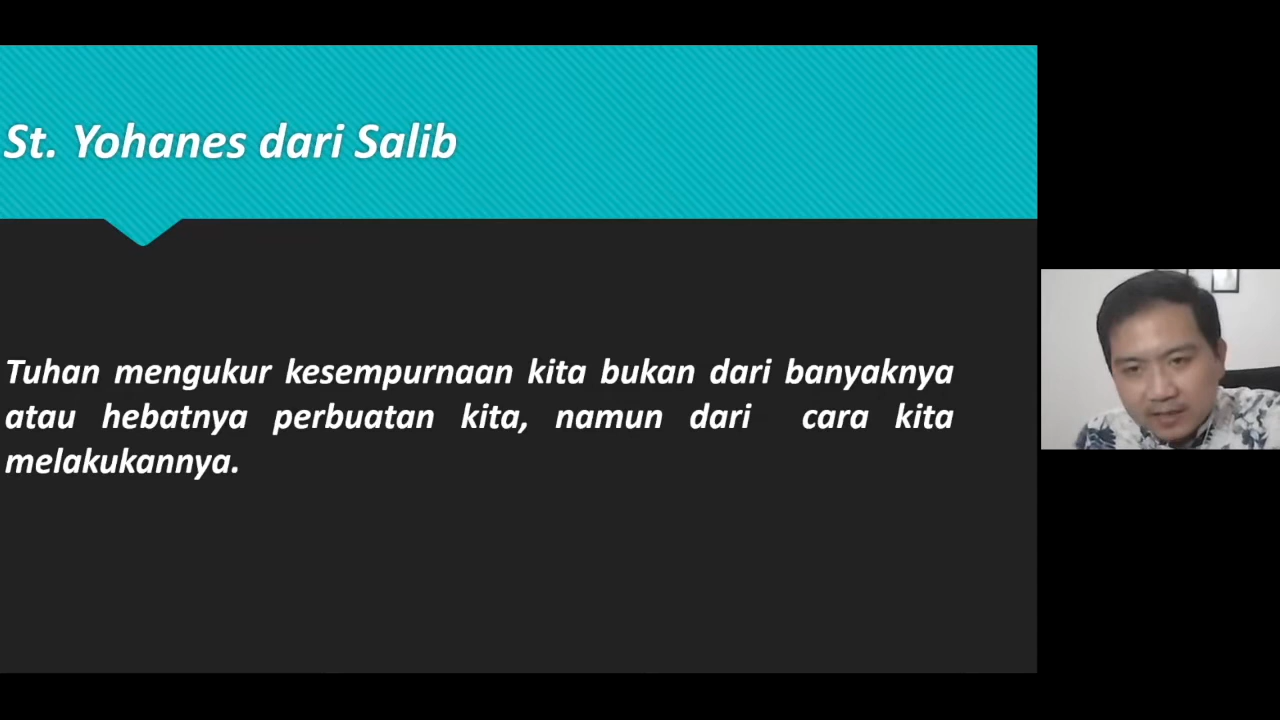 St. Yohanes dari Salib
Tuhan mengukur kesempurnaan kita bukan dari banyaknya
atau hebatnya perbuatan kita, namun dari cara kita
melakukannya.